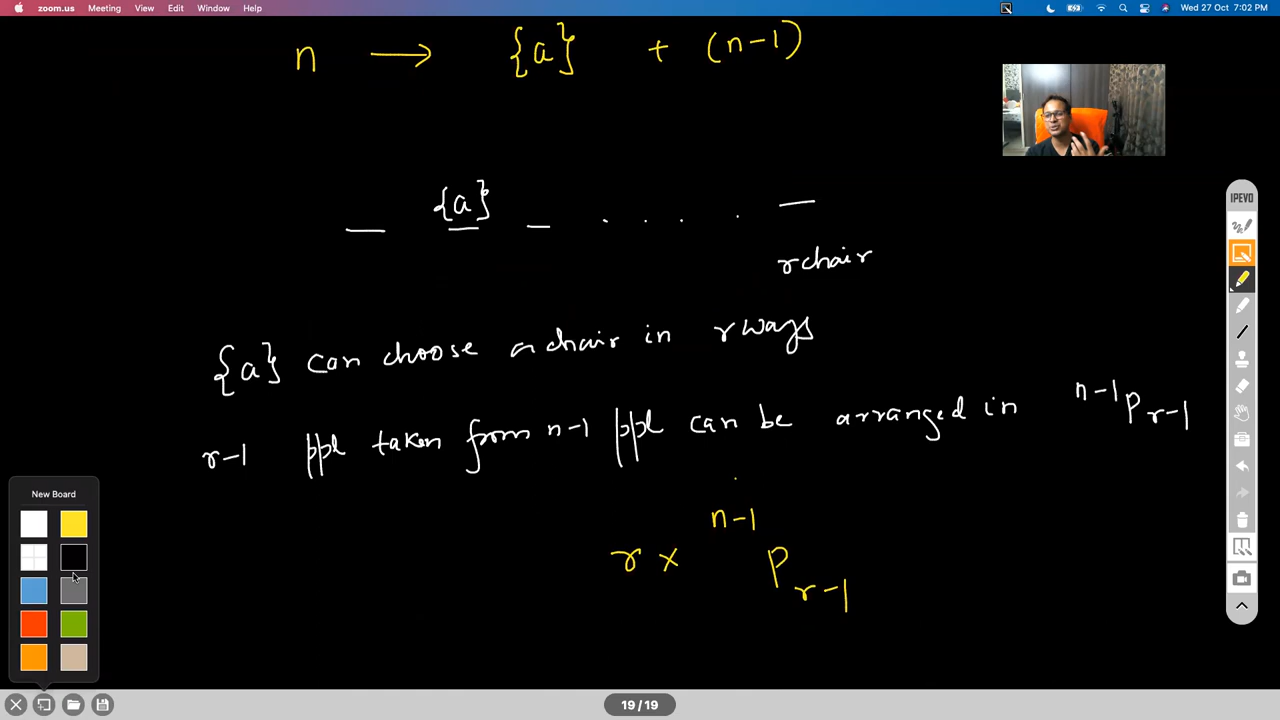 zoom.us Meeting View Edit Window Help Wed 27 Oct 7:02 PM
n → {a} + (n-1)
IPEVO
{a}
_ _ _ . . . . _
r chair
{a} can choose a chair in r ways
r-1 ppl taken from n-1 ppl can be arranged in n-1Pr-1
New Board
n-1
r × P
r-1
19 / 19